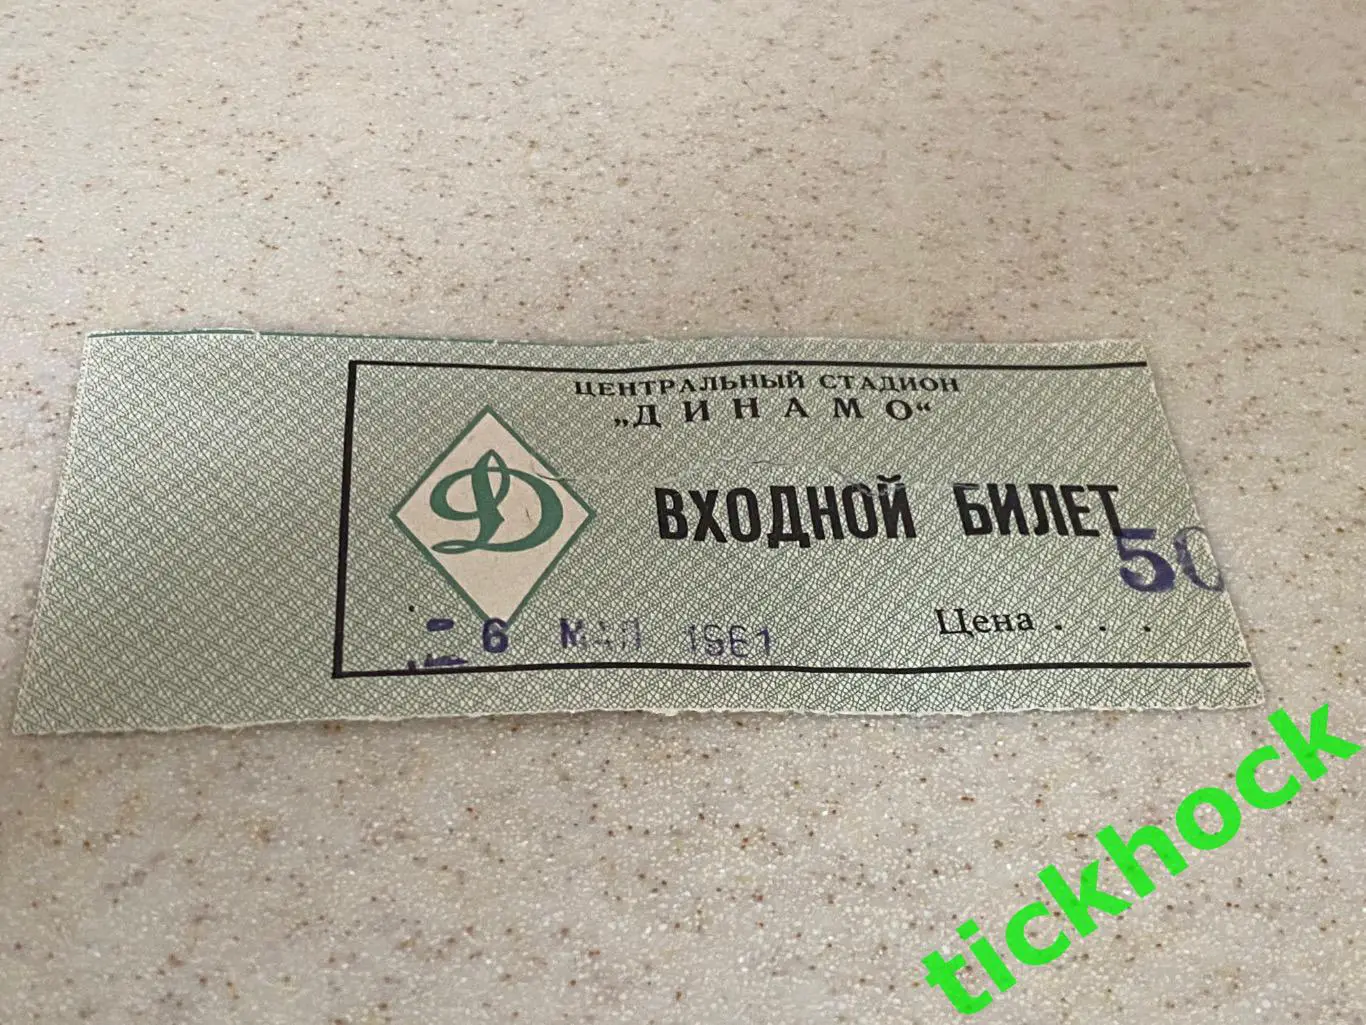 ЦЕНТРАЛЬНЫЙ СТАДИОН
„ДИНАМО“
Д
ВХОДНОЙ БИЛЕТ
50
Цена . . .
- 6 МАЯ 1961
tickhock